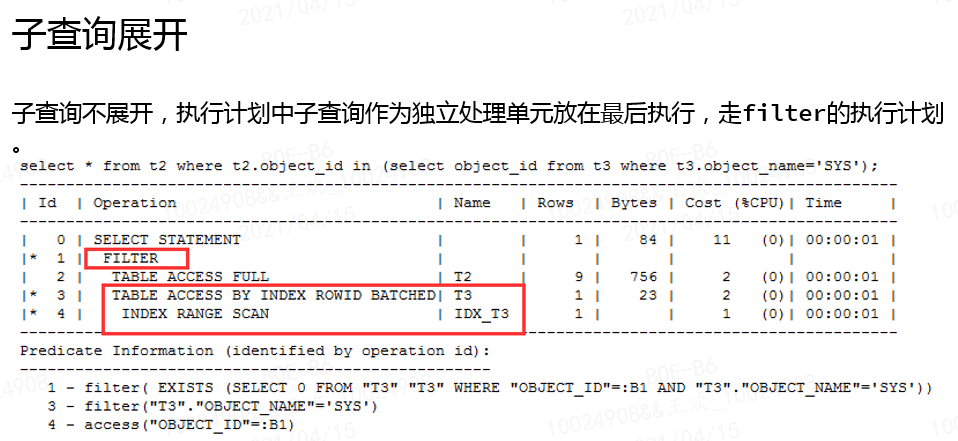 子查询展开
子查询不展开，执行计划中子查询作为独立处理单元放在最后执行，走filter的执行计划
。
select * from t2 where t2.object_id in (select object_id from t3 where t3.object_name='SYS');
| Id | Operation | Name | Rows | Bytes | Cost (%CPU)| Time |
| 0 | SELECT STATEMENT | | 1 | 84 | 11 (0)| 00:00:01 |
|* 1 | FILTER | | | | | |
| 2 | TABLE ACCESS FULL | T2 | 9 | 756 | 2 (0)| 00:00:01 |
|* 3 | TABLE ACCESS BY INDEX ROWID BATCHED| T3 | 1 | 23 | 2 (0)| 00:00:01 |
|* 4 | INDEX RANGE SCAN | IDX_T3 | 1 | | 1 (0)| 00:00:01 |
Predicate Information (identified by operation id):
1 - filter( EXISTS (SELECT 0 FROM "T3" "T3" WHERE "OBJECT_ID"=:B1 AND "T3"."OBJECT_NAME"='SYS'))
3 - filter("T3"."OBJECT_NAME"='SYS')
4 - access("OBJECT_ID"=:B1)